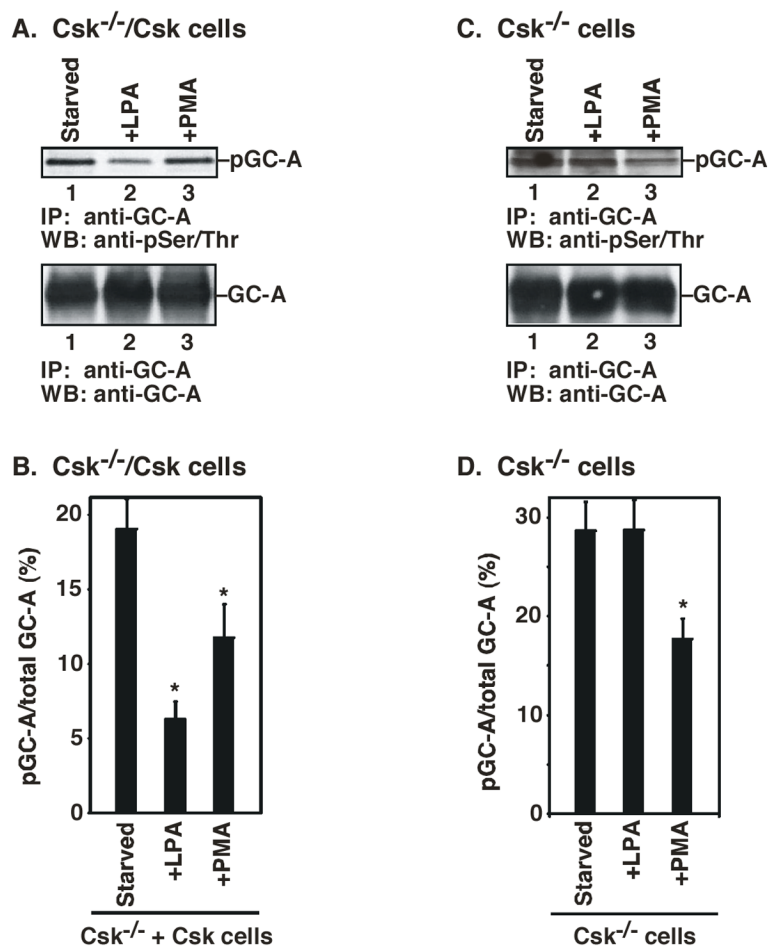 A. Csk-/-/Csk cells
Starved
+LPA
+PMA
pGC-A
1 2 3
IP: anti-GC-A
WB: anti-pSer/Thr
GC-A
1 2 3
IP: anti-GC-A
WB: anti-GC-A
C. Csk-/- cells
Starved
+LPA
+PMA
pGC-A
1 2 3
IP: anti-GC-A
WB: anti-pSer/Thr
GC-A
1 2 3
IP: anti-GC-A
WB: anti-GC-A
B. Csk-/-/Csk cells
pGC-A/total GC-A (%)
20
15
10
5
0
*
*
Starved
+LPA
+PMA
Csk-/- + Csk cells
D. Csk-/- cells
pGC-A/total GC-A (%)
30
20
10
0
*
Starved
+LPA
+PMA
Csk-/- cells